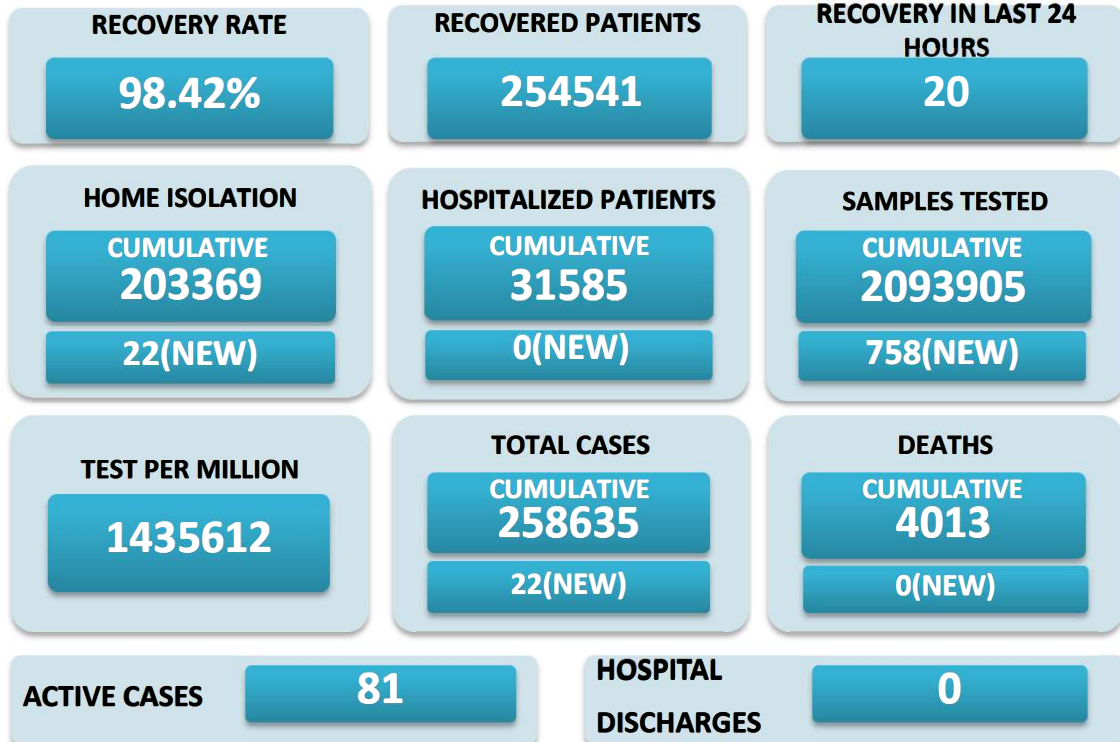 RECOVERY RATE
98.42%
RECOVERED PATIENTS
254541
RECOVERY IN LAST 24
HOURS
20
HOME ISOLATION
CUMULATIVE
203369
22(NEW)
HOSPITALIZED PATIENTS
CUMULATIVE
31585
0(NEW)
SAMPLES TESTED
CUMULATIVE
2093905
758(NEW)
TEST PER MILLION
1435612
TOTAL CASES
CUMULATIVE
258635
22(NEW)
DEATHS
CUMULATIVE
4013
0(NEW)
ACTIVE CASES
81
HOSPITAL
DISCHARGES
0